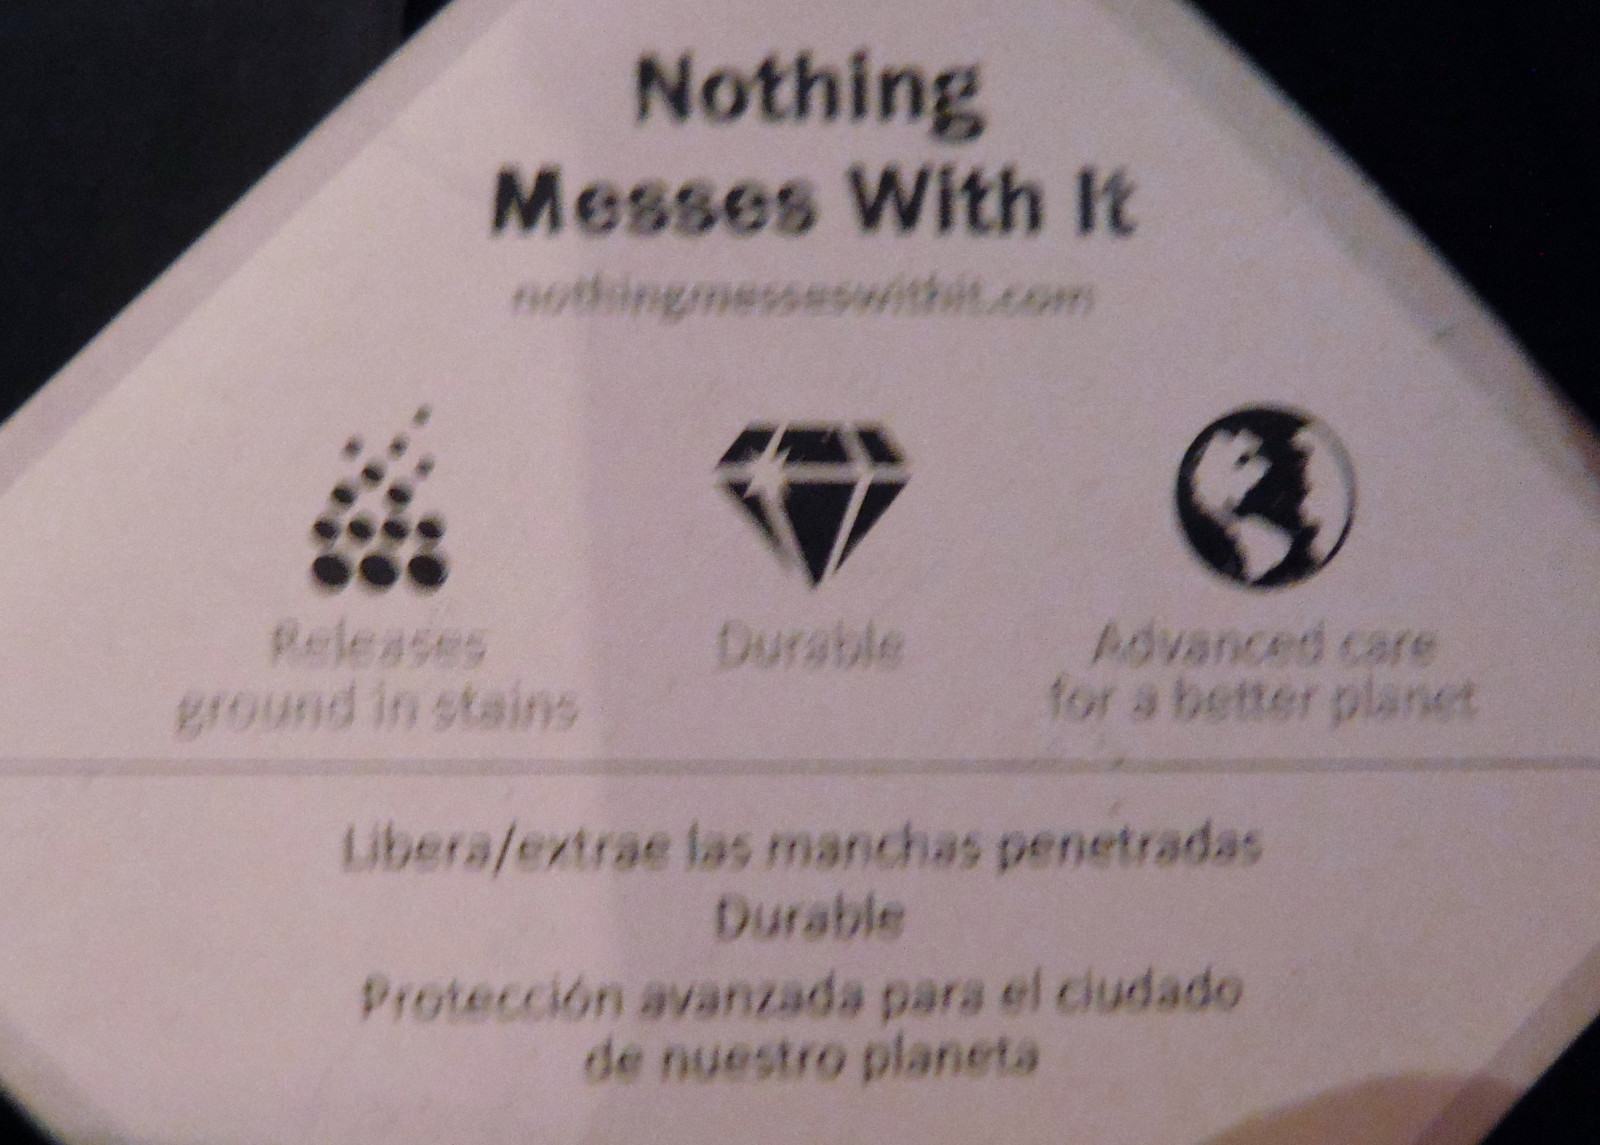 Nothing
Messes With It
nothingmesseswithit.com
Releases
ground in stains
Durable
Advanced care
for a better planet
Libera/extrae las manchas penetradas
Durable
Protección avanzada para el ciudado
de nuestro planeta